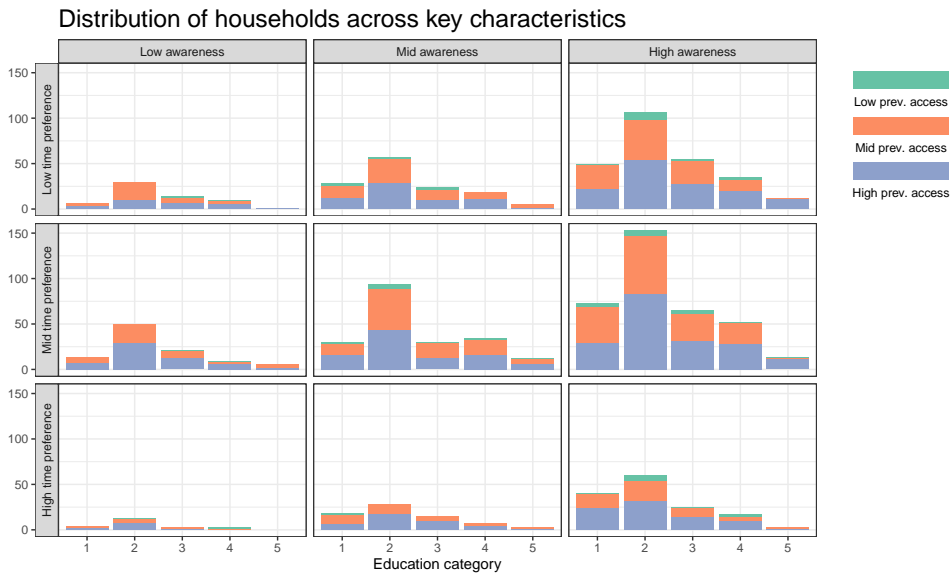 Distribution of households across key characteristics
Low awareness
Mid awareness
High awareness
Low time preference
150
100
50
0
Mid time preference
150
100
50
0
High time preference
150
100
50
0
1 2 3 4 5
1 2 3 4 5
1 2 3 4 5
Education category
Low prev. access
Mid prev. access
High prev. access